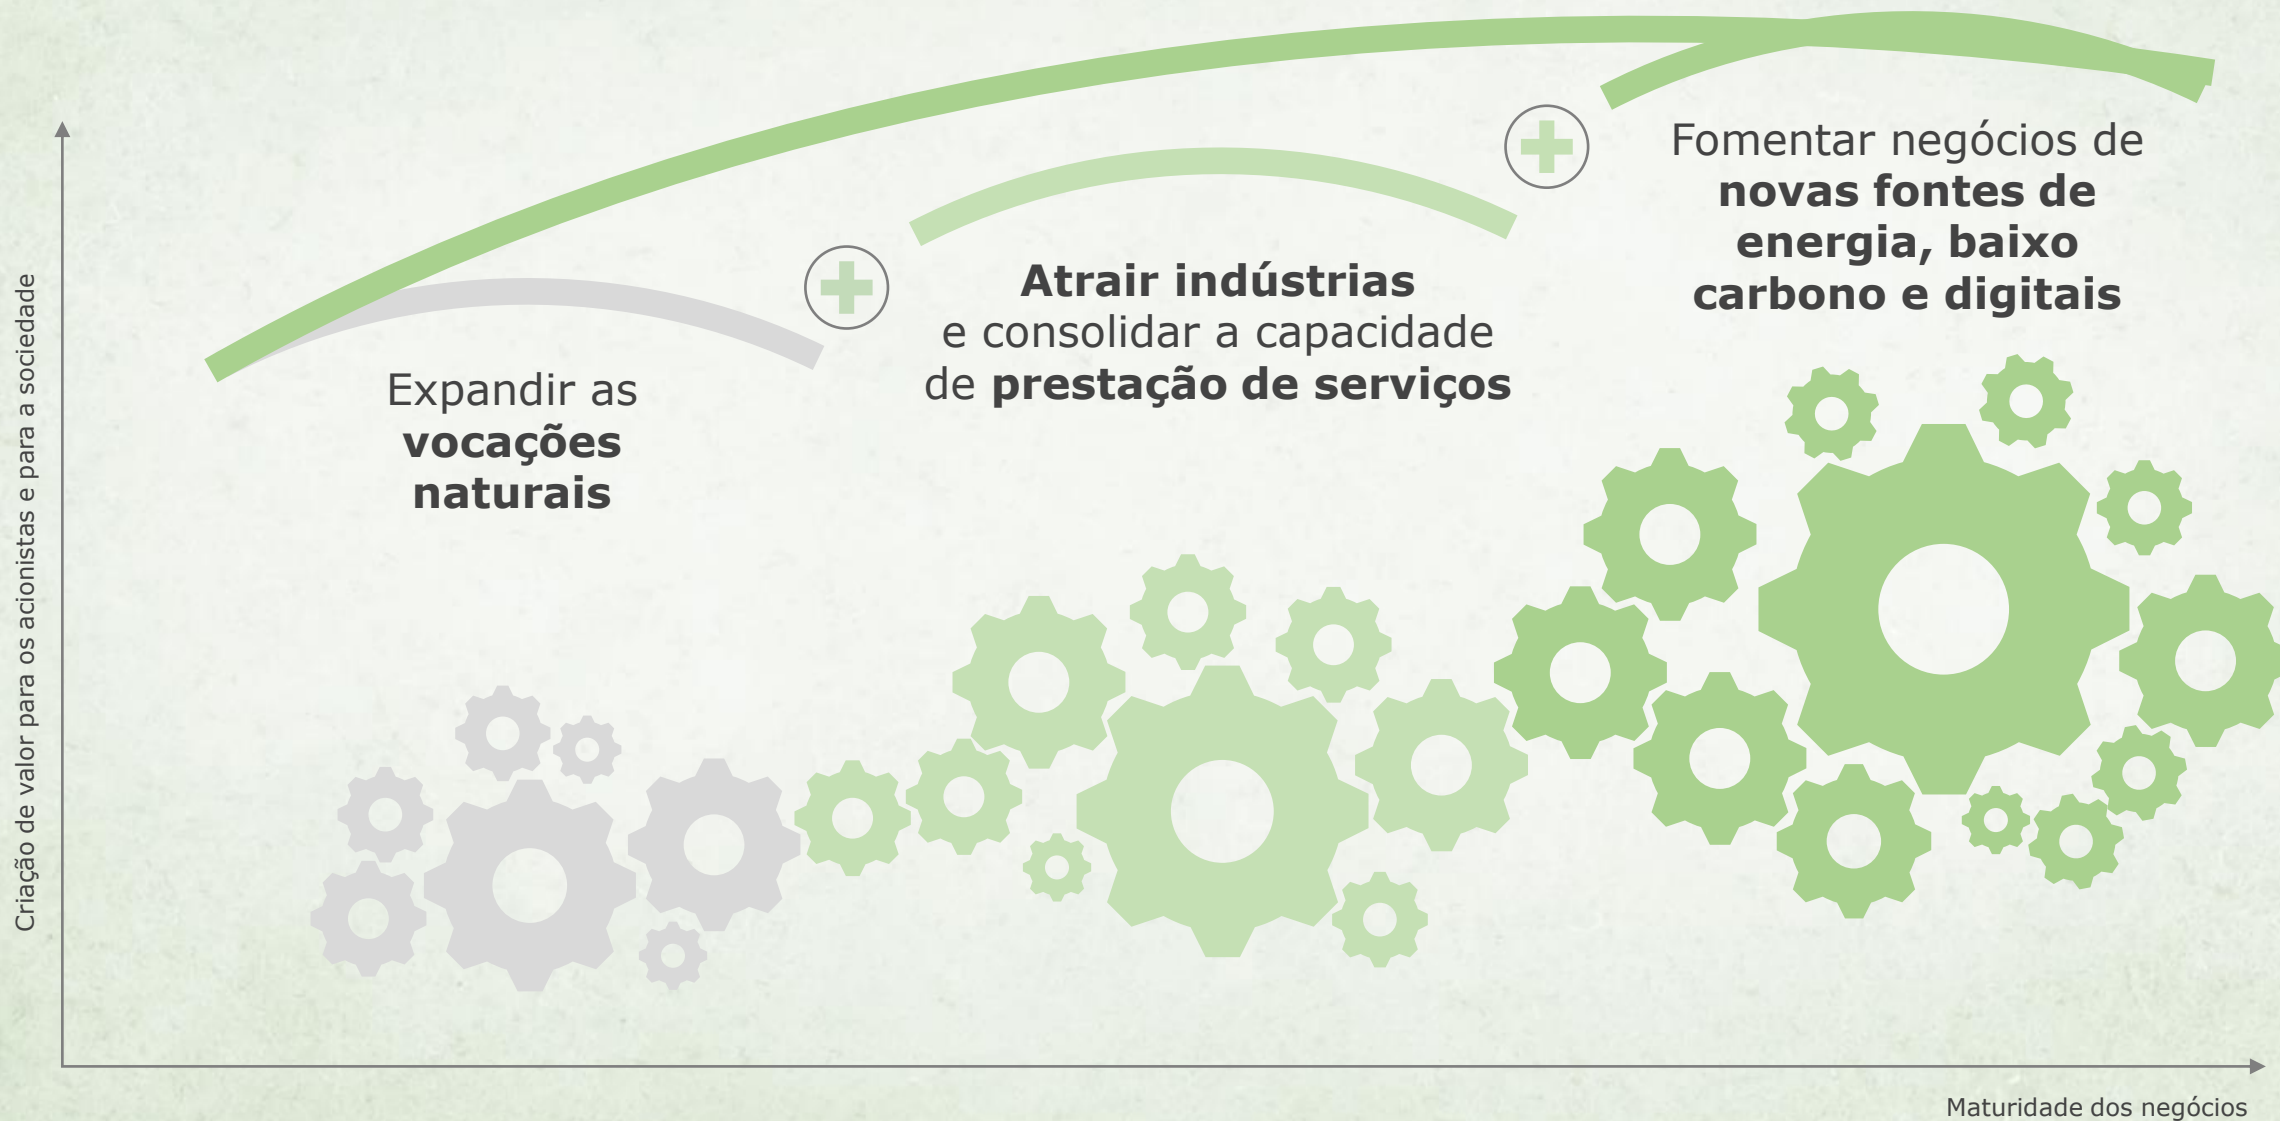 Criação de valor para os acionistas e para a sociedade
Expandir as
vocações
naturais
Atrair indústrias
e consolidar a capacidade
de prestação de serviços
Fomentar negócios de
novas fontes de
energia, baixo
carbono e digitais
Maturidade dos negócios